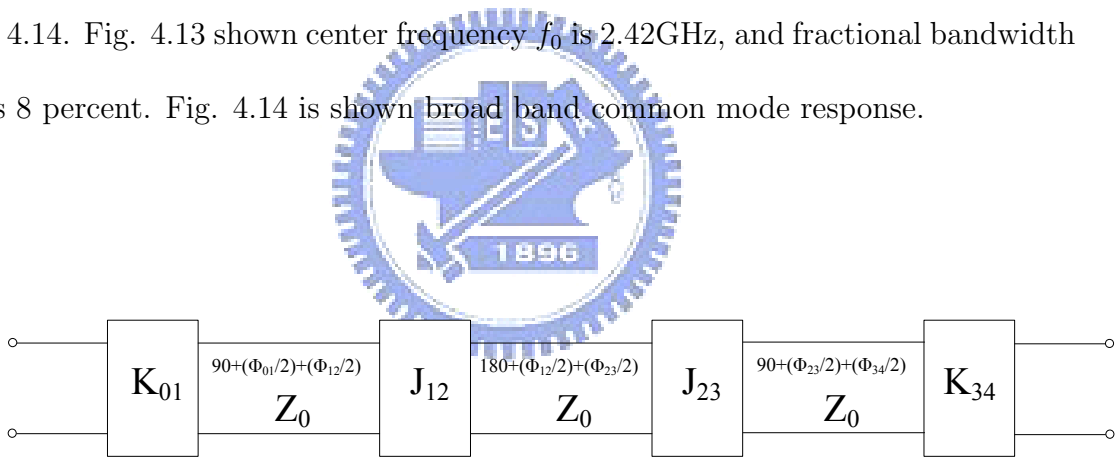 4.14. Fig. 4.13 shown center frequency f₀ is 2.42GHz, and fractional bandwidth
s 8 percent. Fig. 4.14 is shown broad band common mode response.
ES
1896
K₀₁
90+(Φ₀₁/2)+(Φ₁₂/2)
Z₀
J₁₂
180+(Φ₁₂/2)+(Φ₂₃/2)
Z₀
J₂₃
90+(Φ₂₃/2)+(Φ₃₄/2)
Z₀
K₃₄